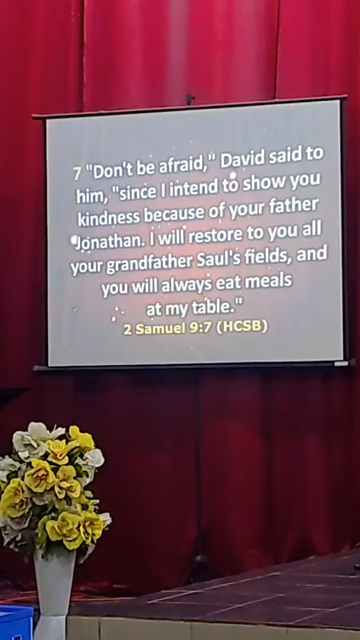 7 "Don't be afraid," David said to
him, "since I intend to show you
kindness because of your father
Jonathan. I will restore to you all
your grandfather Saul's fields, and
you will always eat meals
at my table."
2 Samuel 9:7 (HCSB)